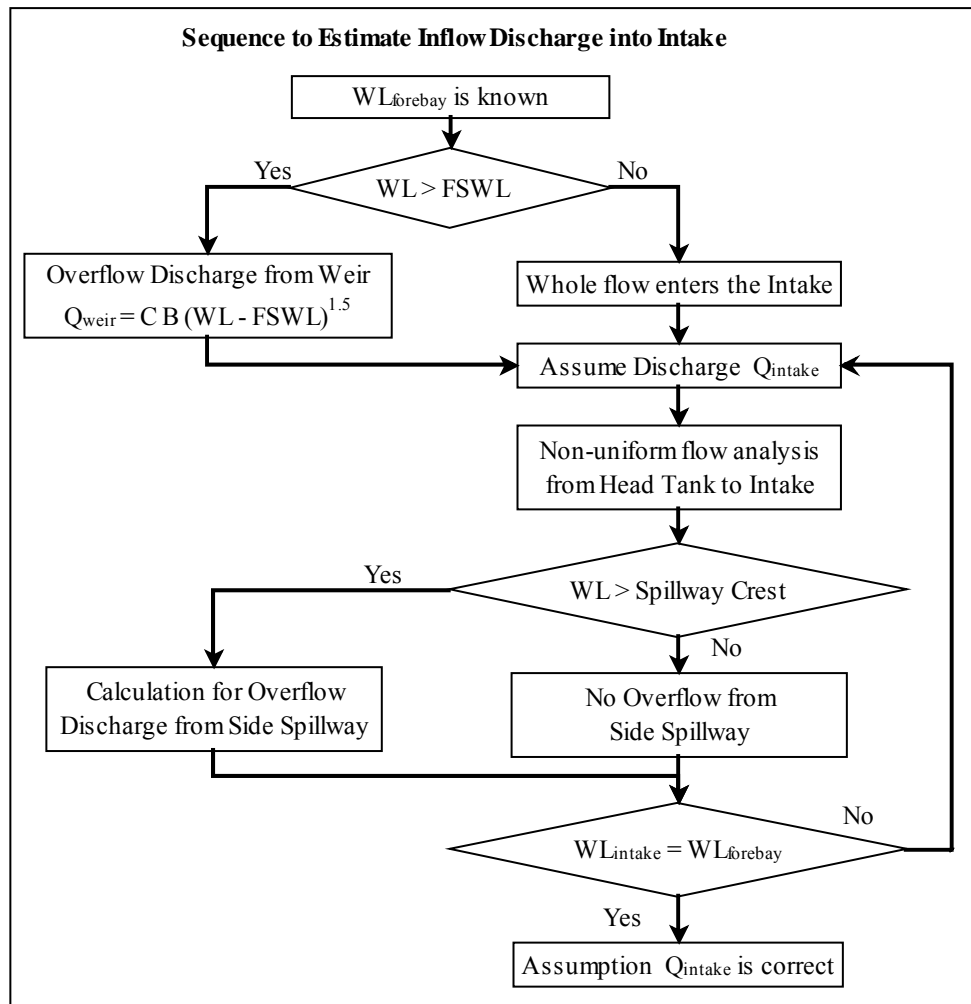 Sequence to Estimate Inflow Discharge into Intake
WLforebay is known
Yes
No
WL > FSWL
Overflow Discharge from Weir
Qweir = C B (WL - FSWL)^1.5
Whole flow enters the Intake
Assume Discharge Qintake
Non-uniform flow analysis
from Head Tank to Intake
Yes
WL > Spillway Crest
No
Calculation for Overflow
Discharge from Side Spillway
No Overflow from
Side Spillway
No
WLintake = WLforebay
Yes
Assumption Qintake is correct